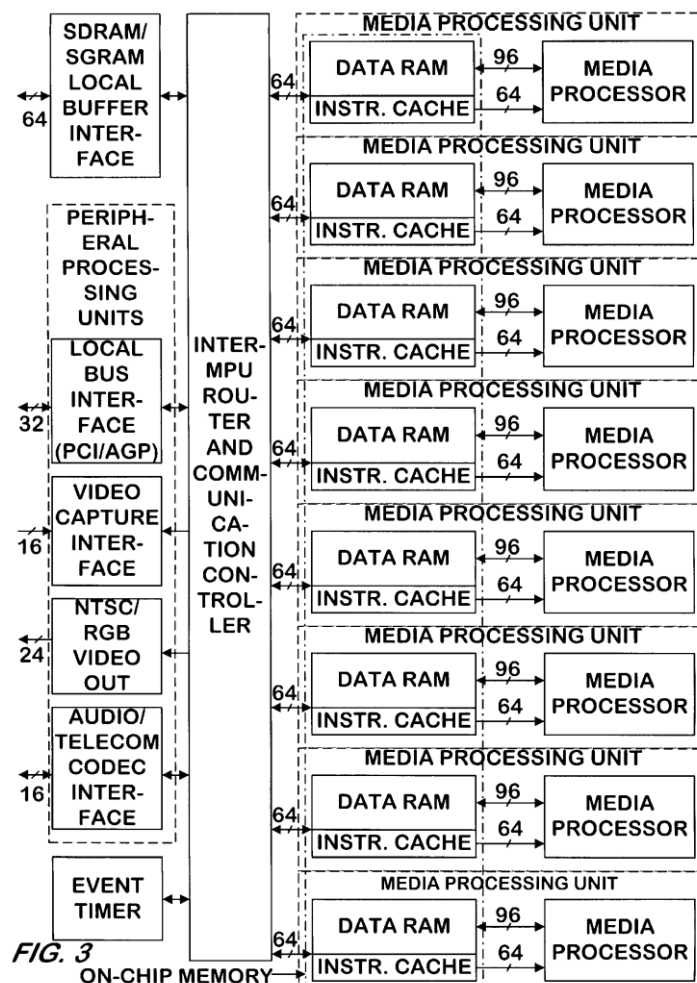 SDRAM/
SGRAM
LOCAL
BUFFER
INTER-
FACE
64
PERIPH-
ERAL
PROCES-
SING
UNITS
LOCAL
BUS
INTER-
FACE
(PCI/AGP)
32
VIDEO
CAPTURE
INTER-
FACE
16
NTSC/
RGB
VIDEO
OUT
24
AUDIO/
TELECOM
CODEC
INTER-
FACE
16
EVENT
TIMER
INTER-
MPU
ROU-
TER
AND
COMM-
UNI-
CA-
TION
CON-
TROL-
LER
MEDIA PROCESSING UNIT
64
DATA RAM
INSTR. CACHE
96
64
MEDIA
PROCESSOR
MEDIA PROCESSING UNIT
64
DATA RAM
INSTR. CACHE
96
64
MEDIA
PROCESSOR
MEDIA PROCESSING UNIT
64
DATA RAM
INSTR. CACHE
96
64
MEDIA
PROCESSOR
MEDIA PROCESSING UNIT
64
DATA RAM
INSTR. CACHE
96
64
MEDIA
PROCESSOR
MEDIA PROCESSING UNIT
64
DATA RAM
INSTR. CACHE
96
64
MEDIA
PROCESSOR
MEDIA PROCESSING UNIT
64
DATA RAM
INSTR. CACHE
96
64
MEDIA
PROCESSOR
MEDIA PROCESSING UNIT
64
DATA RAM
INSTR. CACHE
96
64
MEDIA
PROCESSOR
MEDIA PROCESSING UNIT
64
DATA RAM
INSTR. CACHE
96
64
MEDIA
PROCESSOR
FIG. 3
ON-CHIP MEMORY